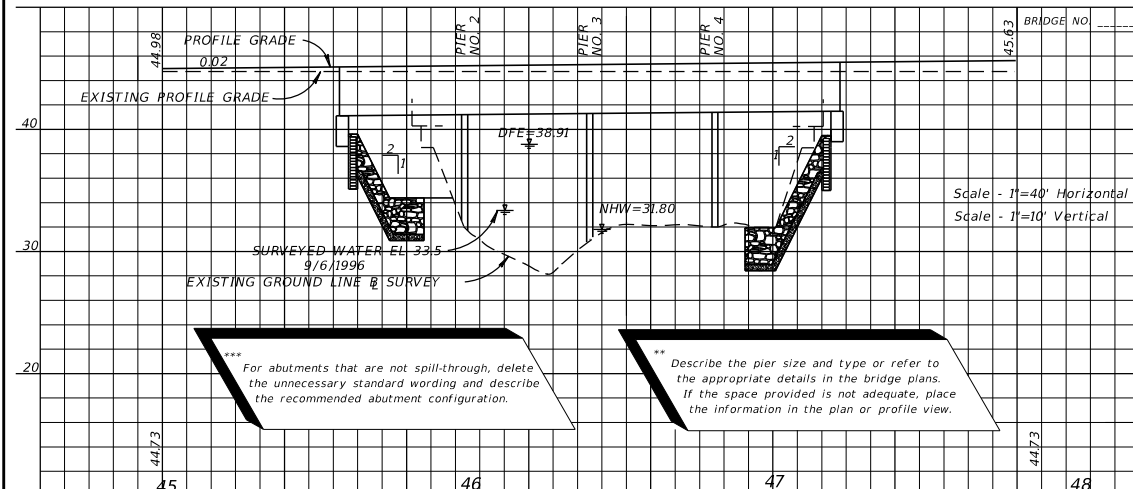 BRIDGE NO. ______
44.98
PROFILE GRADE
0.02
EXISTING PROFILE GRADE
PIER
NO. 2
PIER
NO. 3
PIER
NO. 4
45.63
40
DFE=38.91
2
1
2
1
Scale - 1"=40' Horizontal
Scale - 1"=10' Vertical
NHW=31.80
30
SURVEYED WATER EL 33.5
9/6/1996
EXISTING GROUND LINE ℄ SURVEY
20
***
For abutments that are not spill-through, delete
the unnecessary standard wording and describe
the recommended abutment configuration.
**
Describe the pier size and type or refer to
the appropriate details in the bridge plans.
If the space provided is not adequate, place
the information in the plan or profile view.
44.73
44.73
45
46
47
48